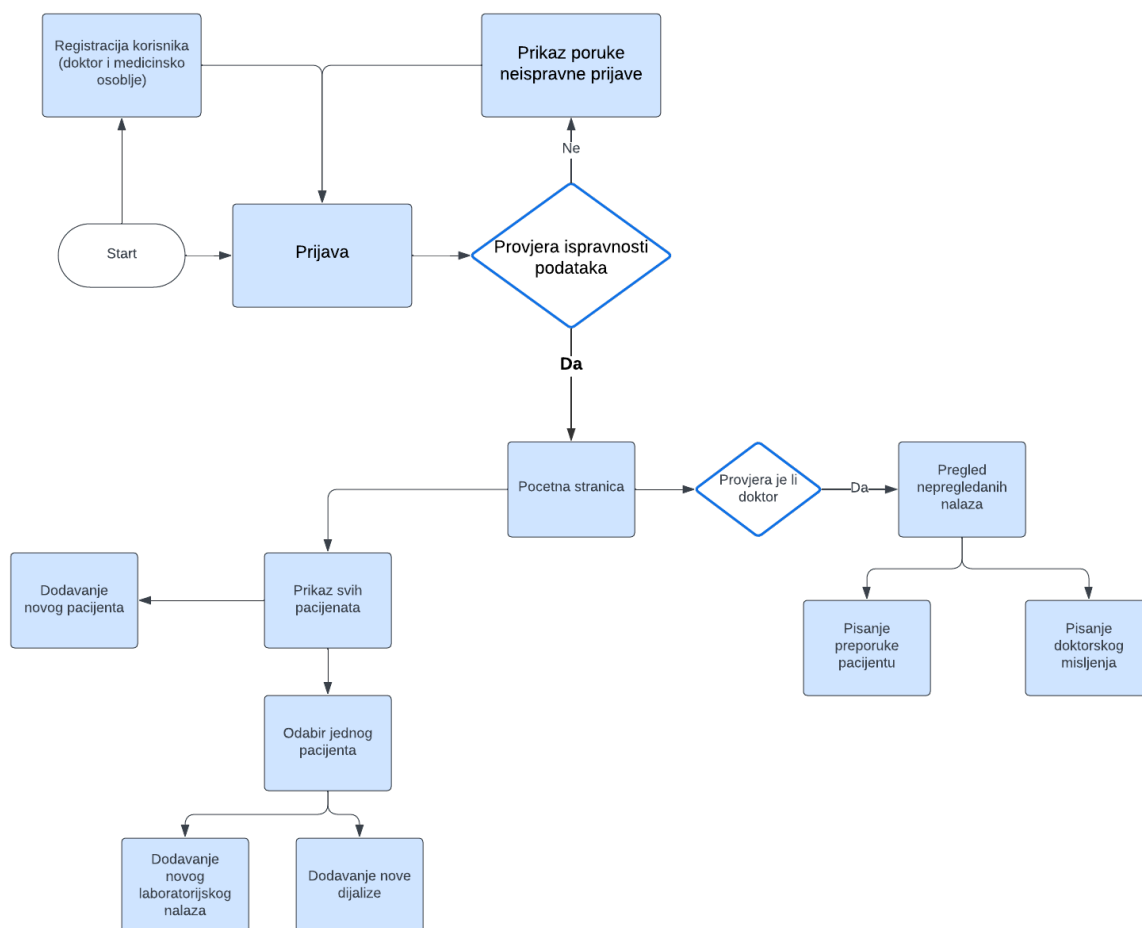 Registracija korisnika
(doktor i medicinsko
osoblje)
Prikaz poruke
neispravne prijave
Ne
Start
Prijava
Provjera ispravnosti
podataka
Da
Pocetna stranica
Provjera je li
doktor
Da
Pregled
nepregledanih
nalaza
Dodavanje
novog pacijenta
Prikaz svih
pacijenata
Pisanje
preporuke
pacijentu
Pisanje
doktorskog
misljenja
Odabir jednog
pacijenta
Dodavanje
novog
laboratorijskog
nalaza
Dodavanje nove
dijalize